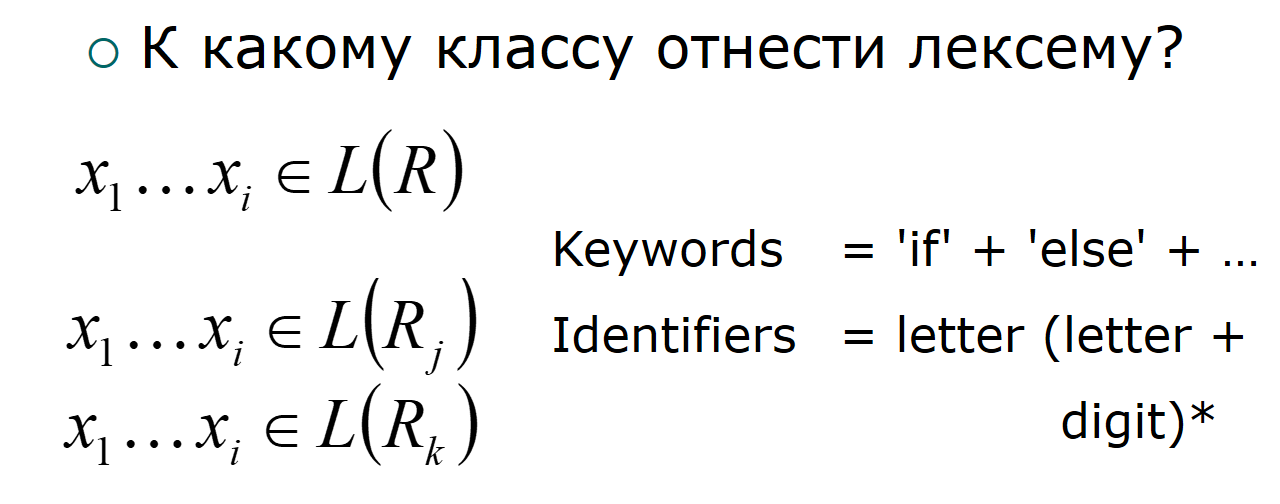 К какому классу отнести лексему?
x₁…xᵢ ∈ L(R)
Keywords = 'if' + 'else' + …
x₁…xᵢ ∈ L(Rⱼ)
Identifiers = letter (letter +
digit)*
x₁…xᵢ ∈ L(Rₖ)